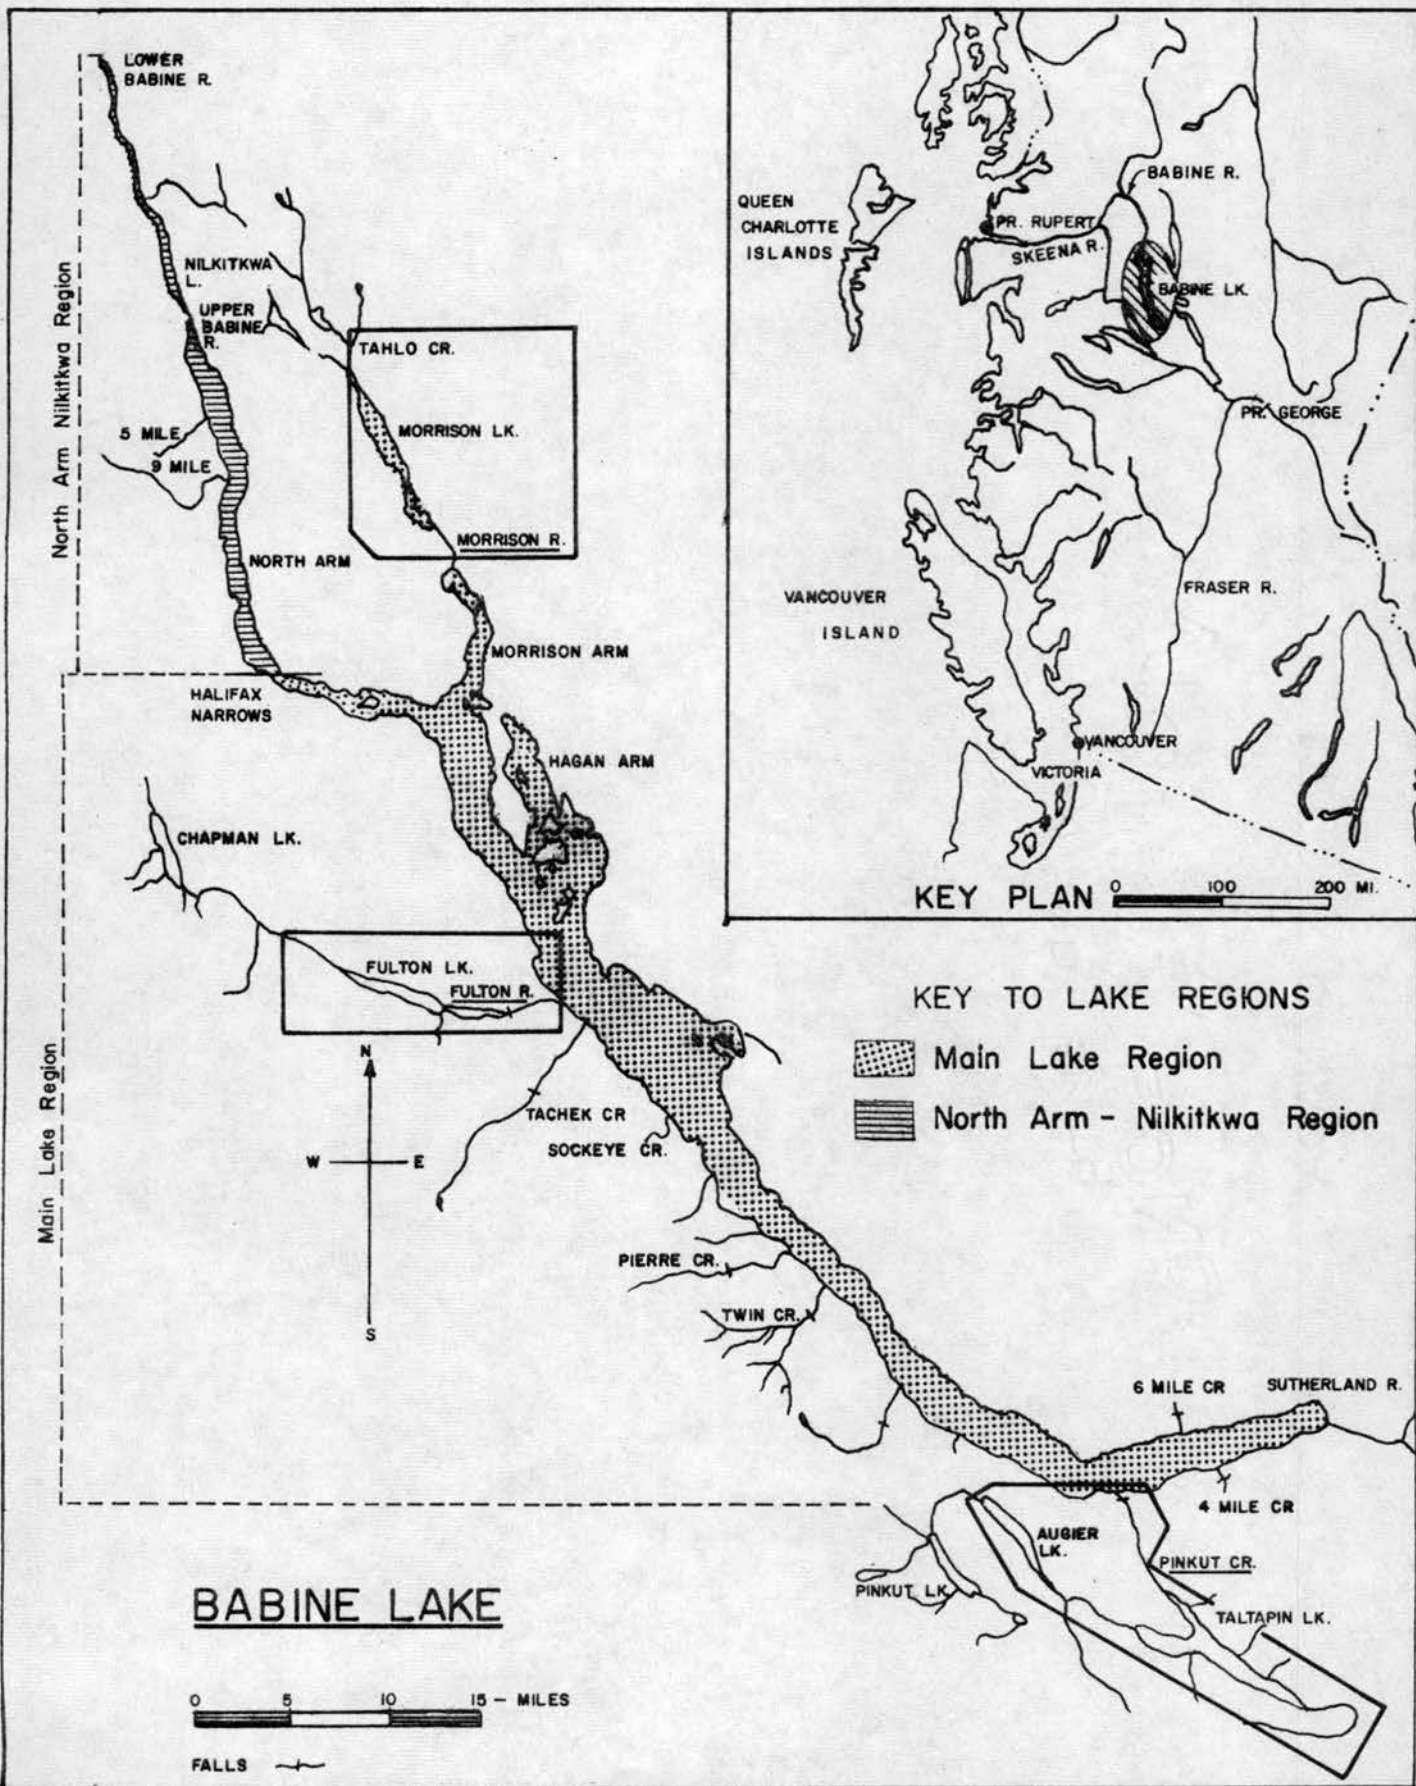 LOWER
BABINE R.
NILKITKWA
L.
UPPER
BABINE
R.
TAHLO CR.
MORRISON LK.
5 MILE
9 MILE
MORRISON R.
NORTH ARM
North Arm Nilkitkwa Region
MORRISON ARM
HALIFAX
NARROWS
HAGAN ARM
CHAPMAN LK.
FULTON LK.
FULTON R.
N
W
E
S
TACHEK CR
SOCKEYE CR.
Main Lake Region
PIERRE CR.
TWIN CR.
6 MILE CR
SUTHERLAND R.
4 MILE CR
AUGIER
LK.
PINKUT CR.
PINKUT LK
TALTAPIN LK.
BABINE LAKE
0 5 10 15 - MILES
FALLS
QUEEN
CHARLOTTE
ISLANDS
BABINE R.
PR. RUPERT
SKEENA R.
BABINE LK.
PR. GEORGE
FRASER R.
VANCOUVER
ISLAND
VANCOUVER
VICTORIA
KEY PLAN
0 100 200 MI.
KEY TO LAKE REGIONS
Main Lake Region
North Arm - Nilkitkwa Region